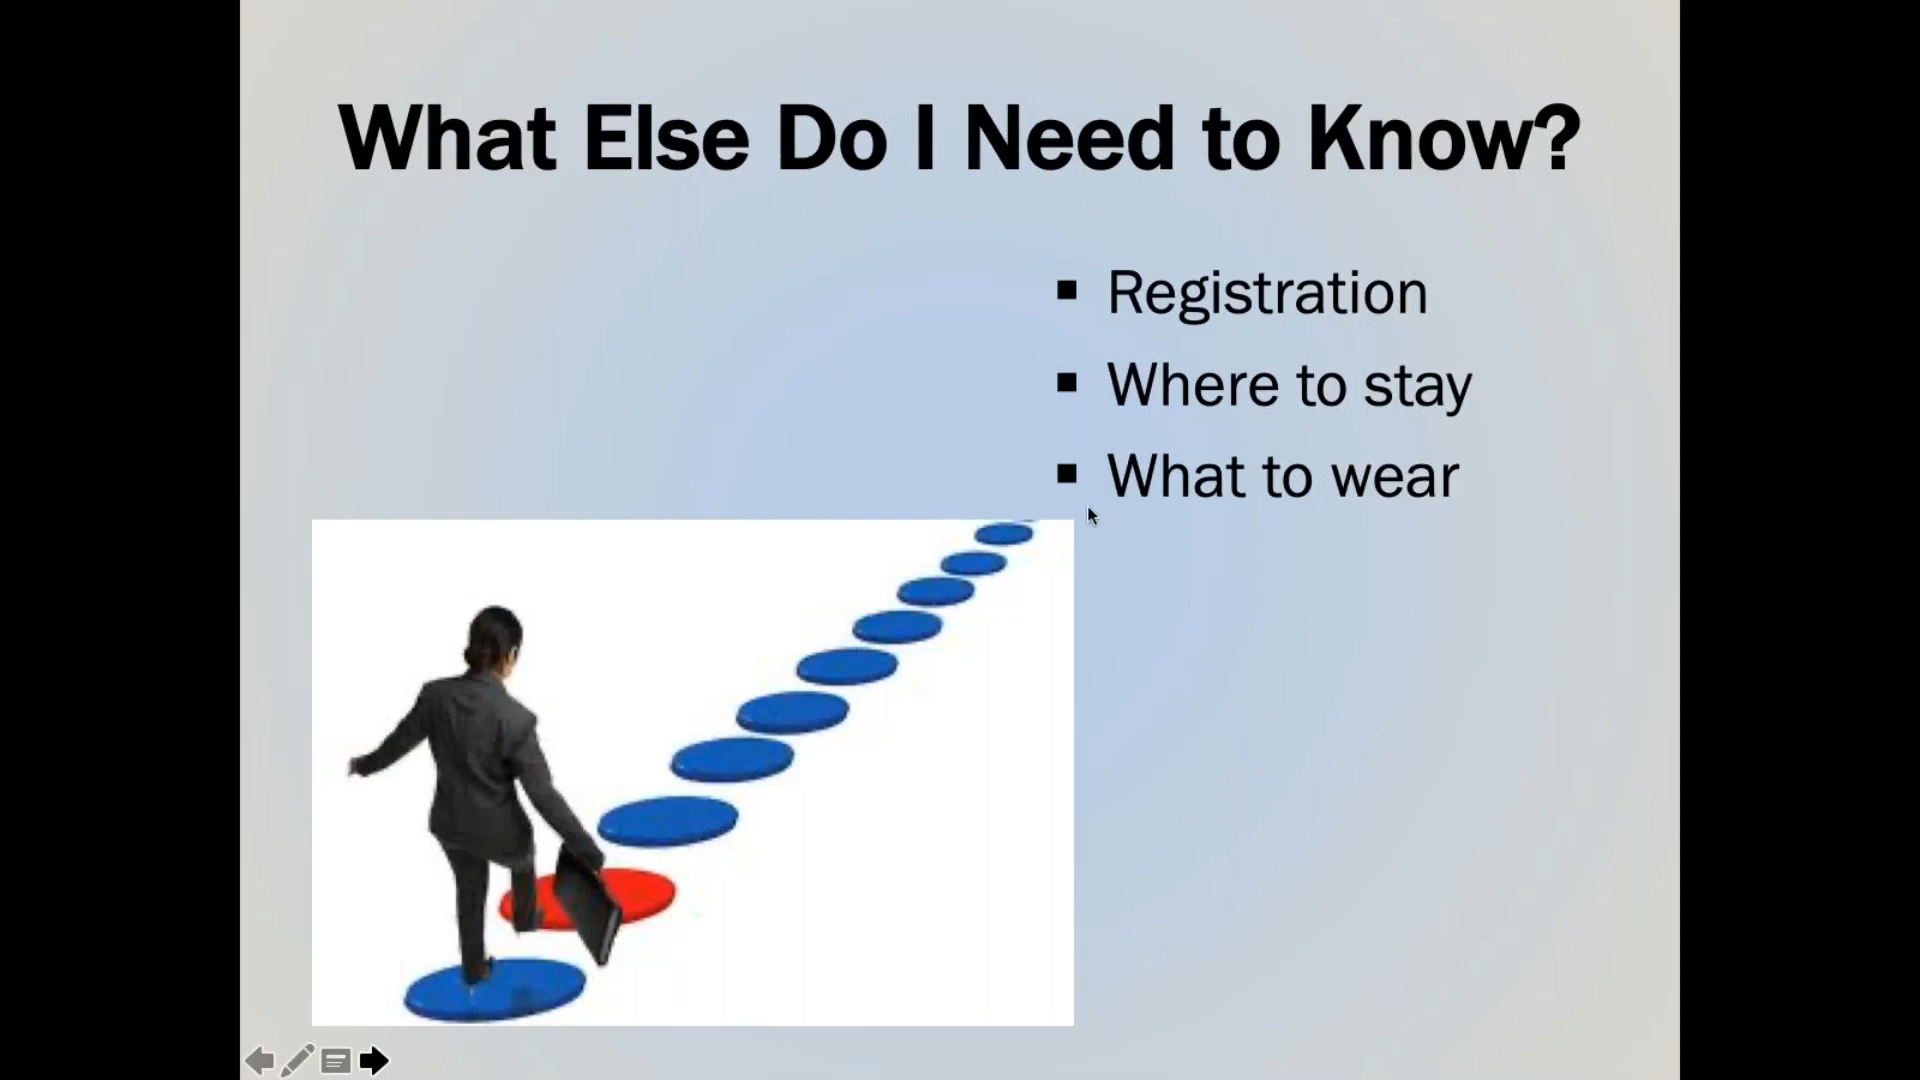 What Else Do I Need to Know?
Registration
Where to stay
What to wear